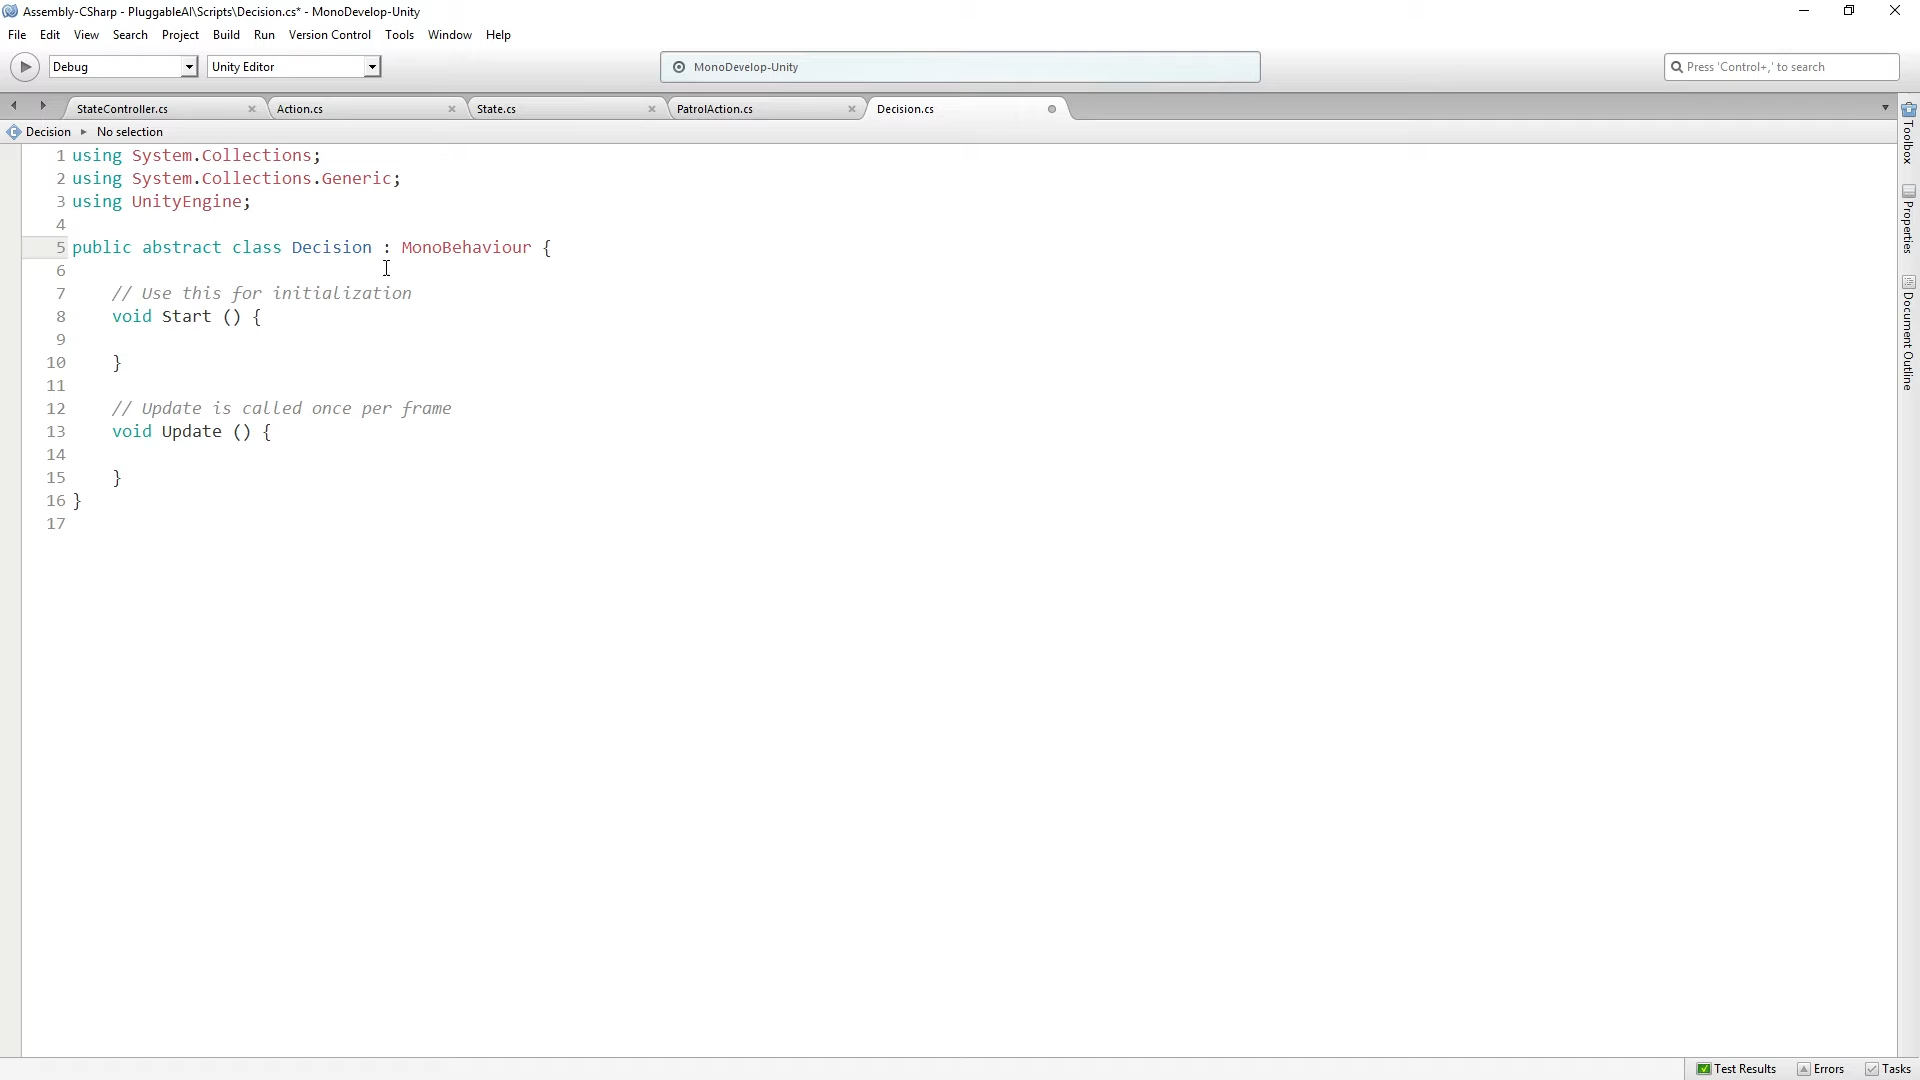 Assembly-CSharp - PluggableAI\Scripts\Decision.cs* - MonoDevelop-Unity
File Edit View Search Project Build Run Version Control Tools Window Help
Debug Unity Editor MonoDevelop-Unity Press 'Control+,' to search
StateController.cs Action.cs State.cs PatrolAction.cs Decision.cs
Decision No selection
1 using System.Collections;
2 using System.Collections.Generic;
3 using UnityEngine;
4
5 public abstract class Decision : MonoBehaviour {
6
7 // Use this for initialization
8 void Start () {
9
10 }
11
12 // Update is called once per frame
13 void Update () {
14
15 }
16 }
17
Toolbox
Properties
Document Outline
Test Results Errors Tasks